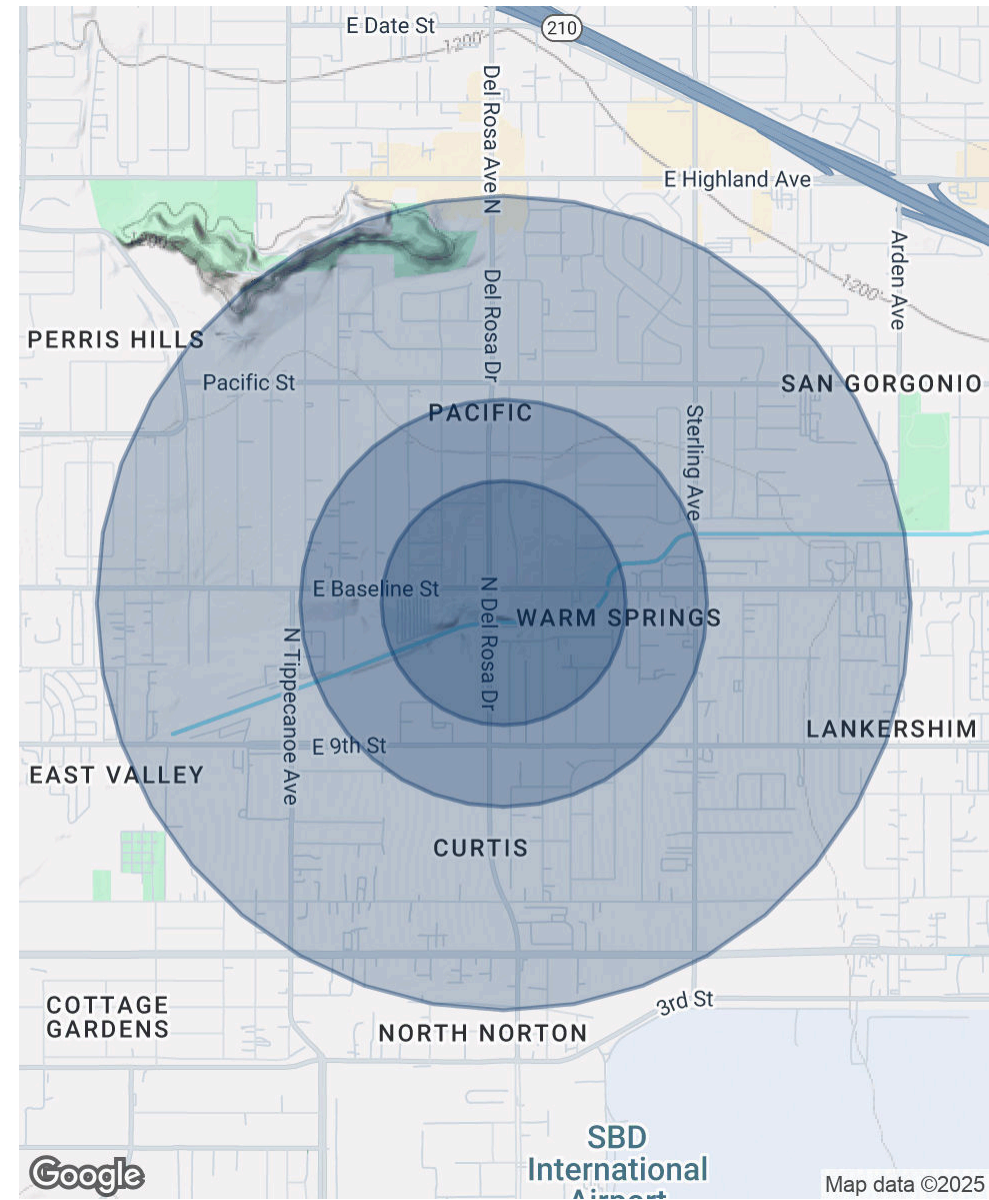 E Date St
210
1200'
Del Rosa Ave N
E Highland Ave
Arden Ave
1200'
Del Rosa Dr
PERRIS HILLS
Pacific St
SAN GORGONIO
PACIFIC
Sterling Ave
E Baseline St
N Del Rosa Dr
WARM SPRINGS
N Tippecanoe Ave
LANKERSHIM
E 9th St
EAST VALLEY
CURTIS
3rd St
COTTAGE
GARDENS
NORTH NORTON
SBD
International
Airport
Google
Map data ©2025